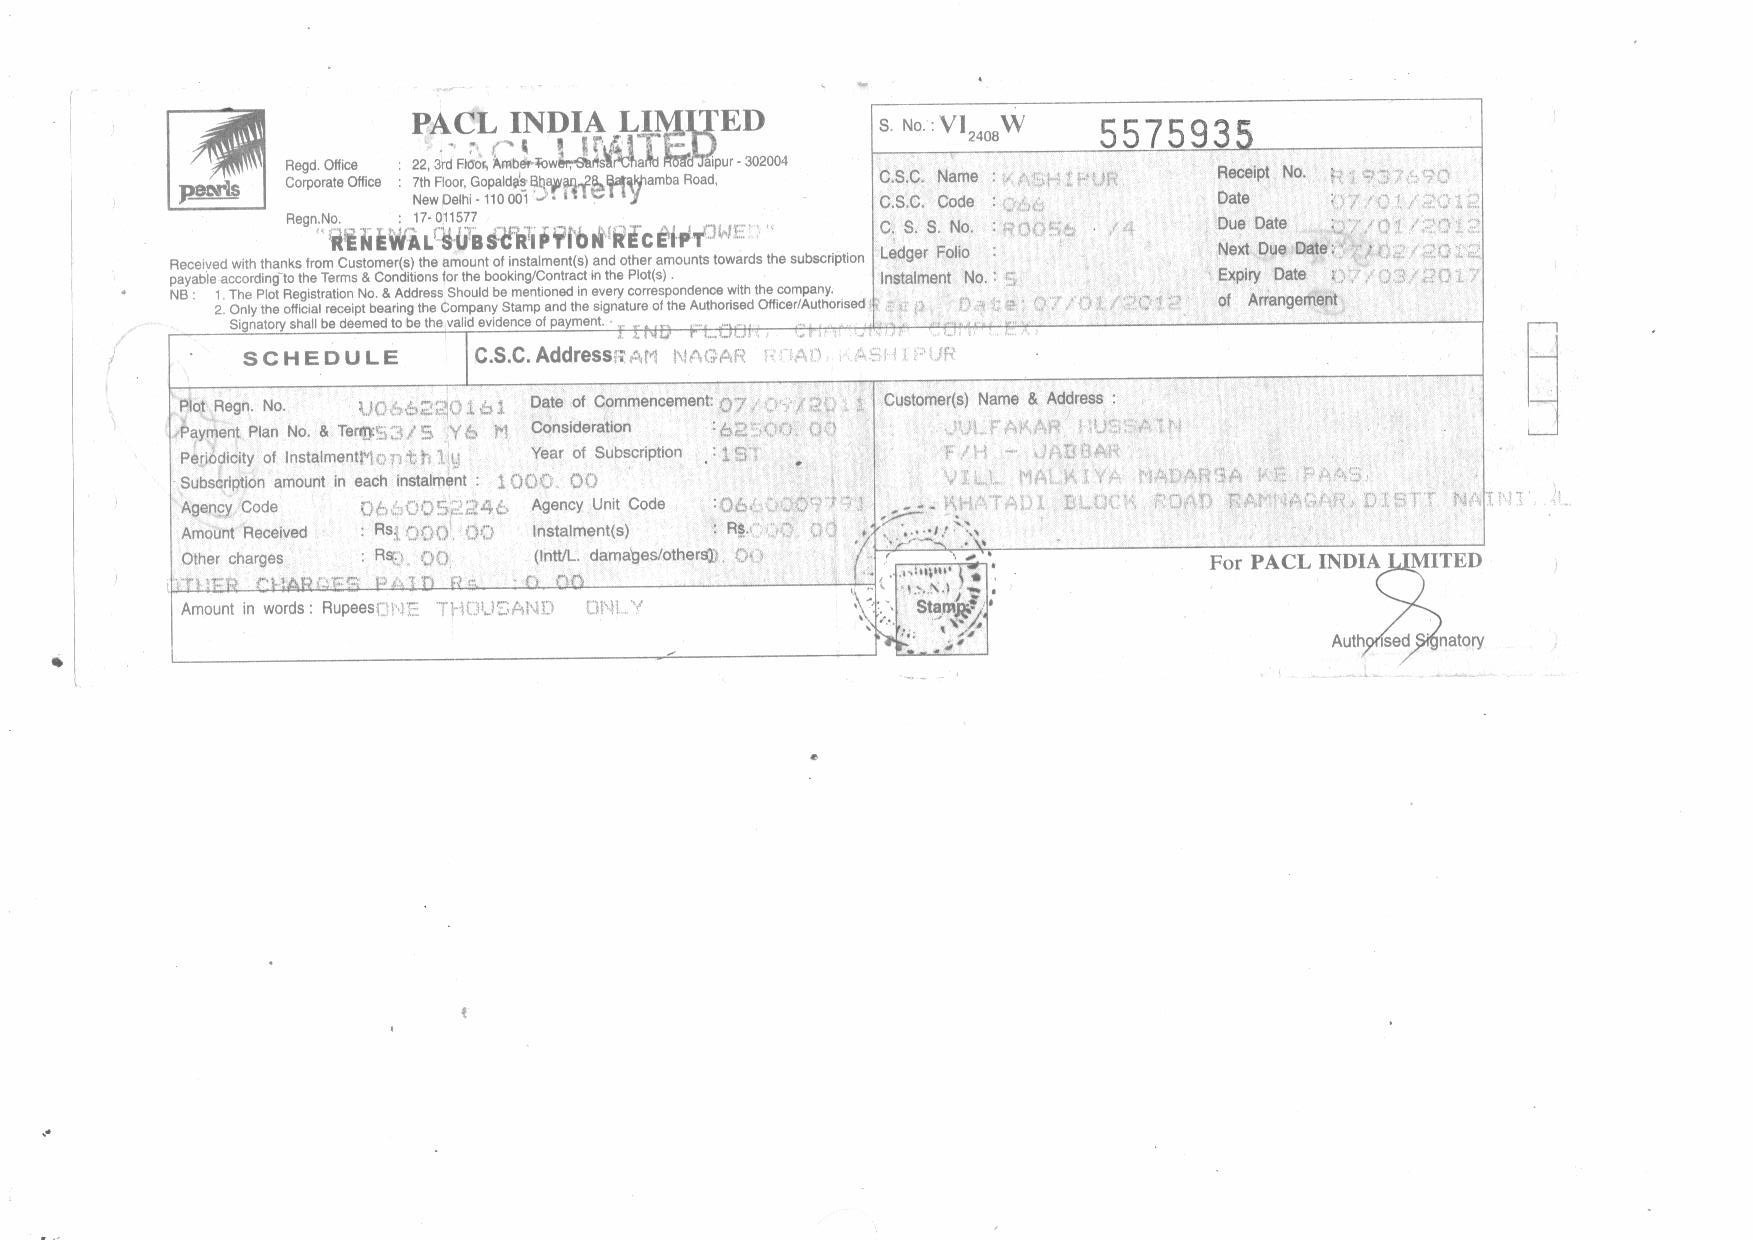 PACL INDIA LIMITED
pearls
Regd. Office : 22, 3rd Floor, Amber Tower, Sansar Chand Road Jaipur - 302004
Corporate Office : 7th Floor, Gopaldas Bhawan, 28, Barakhamba Road,
New Delhi - 110 001
Regn.No. : 17- 011577
LIMITED
"OPTING OUT OPTION NOT ALLOWED"
RENEWAL SUBSCRIPTION RECEIPT
Received with thanks from Customer(s) the amount of instalment(s) and other amounts towards the subscription
payable according to the Terms & Conditions for the booking/Contract in the Plot(s) .
NB : 1. The Plot Registration No. & Address Should be mentioned in every correspondence with the company.
2. Only the official receipt bearing the Company Stamp and the signature of the Authorised Officer/Authorised
Signatory shall be deemed to be the valid evidence of payment.
S. No. : VI2408W 5575935
C.S.C. Name : KASHIPUR
C.S.C. Code : 066
C. S. S. No. : R0056 /4
Ledger Folio :
Instalment No. : 5
Receipt No. R1937690
Date 07/01/2012
Due Date 07/01/2012
Next Due Date: 07/02/2012
Expiry Date 07/03/2017
of Arrangement
Date: 07/01/2012
IIND FLOOR, CHAMUNDA COMPLEX,
SCHEDULE
C.S.C. Address RAM NAGAR ROAD, KASHIPUR
Plot Regn. No. U066220161 Date of Commencement: 07/09/2011
Payment Plan No. & Term: 53/5 Y6 M Consideration : 62500.00
Periodicity of Instalment Monthly Year of Subscription : 1ST
Subscription amount in each instalment : 1000.00
Agency Code 0660052246 Agency Unit Code : 0660009791
Amount Received : Rs1000.00 Instalment(s) : Rs. 000.00
Other charges : Rs0.00 (Intt/L. damages/others) 0.00
OTHER CHARGES PAID Rs. : 0.00
Amount in words : Rupees ONE THOUSAND ONLY
Customer(s) Name & Address :
JULFAKAR HUSSAIN
F/H - JABBAR
VILL MALKIYA MADARSA KE PAAS,
KHATADI BLOCK ROAD RAMNAGAR, DISTT
Stamp
For PACL INDIA LIMITED
Authorised Signatory